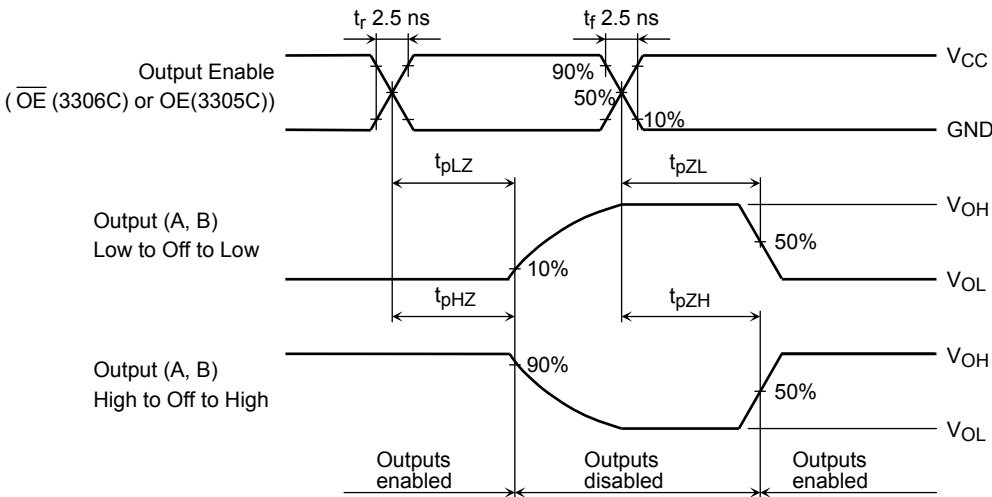 tr 2.5 ns
tf 2.5 ns
Output Enable
( OE (3306C) or OE(3305C))
90%
50%
10%
VCC
GND
tpLZ
tpZL
Output (A, B)
Low to Off to Low
10%
50%
VOH
VOL
tpHZ
tpZH
Output (A, B)
High to Off to High
90%
50%
VOH
VOL
Outputs
enabled
Outputs
disabled
Outputs
enabled